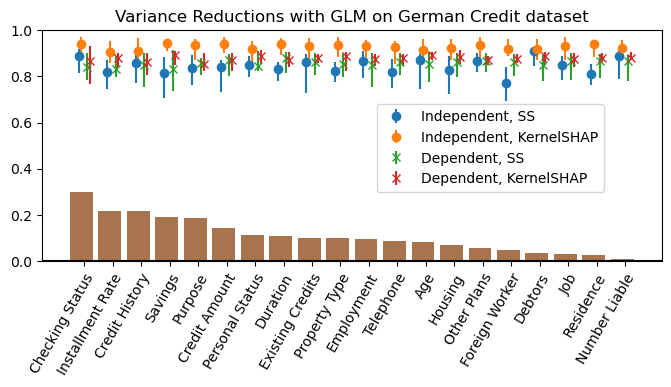 Variance Reductions with GLM on German Credit dataset
1.0
0.8
0.6
0.4
0.2
0.0
Independent, SS
Independent, KernelSHAP
Dependent, SS
Dependent, KernelSHAP
Checking Status
Installment Rate
Credit History
Savings
Purpose
Credit Amount
Personal Status
Duration
Existing Credits
Property Type
Employment
Telephone
Age
Housing
Other Plans
Foreign Worker
Debtors
Job
Residence
Number Liable